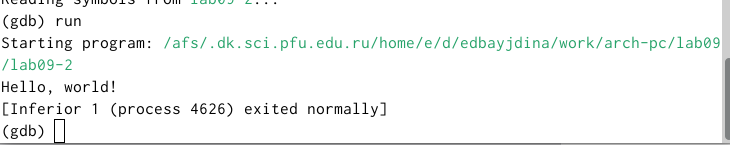 Reading symbols from lab09-2...
(gdb) run
Starting program: /afs/.dk.sci.pfu.edu.ru/home/e/d/edbayjdina/work/arch-pc/lab09
/lab09-2
Hello, world!
[Inferior 1 (process 4626) exited normally]
(gdb)